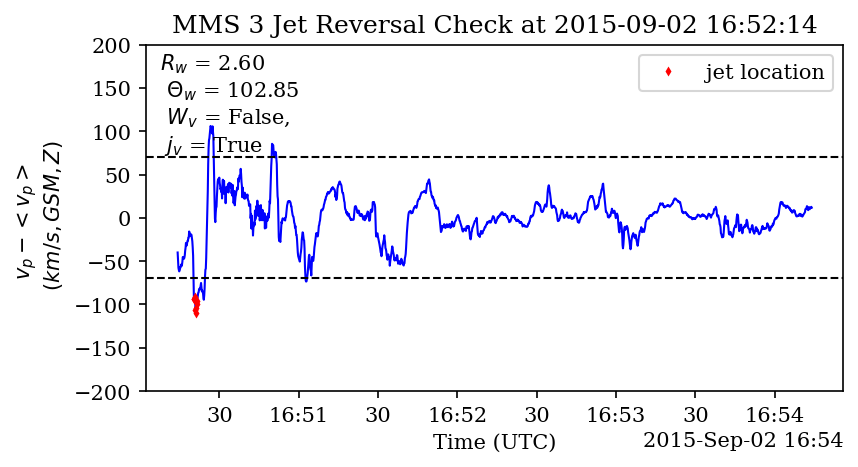 MMS 3 Jet Reversal Check at 2015-09-02 16:52:14
R_w = 2.60
Θ_w = 102.85
W_v = False,
j_v = True
jet location
v_p − < v_p >
(km/s, GSM, Z)
200
150
100
50
0
−50
−100
−150
−200
30 16:51 30 16:52 30 16:53 30 16:54
Time (UTC)
2015-Sep-02 16:54